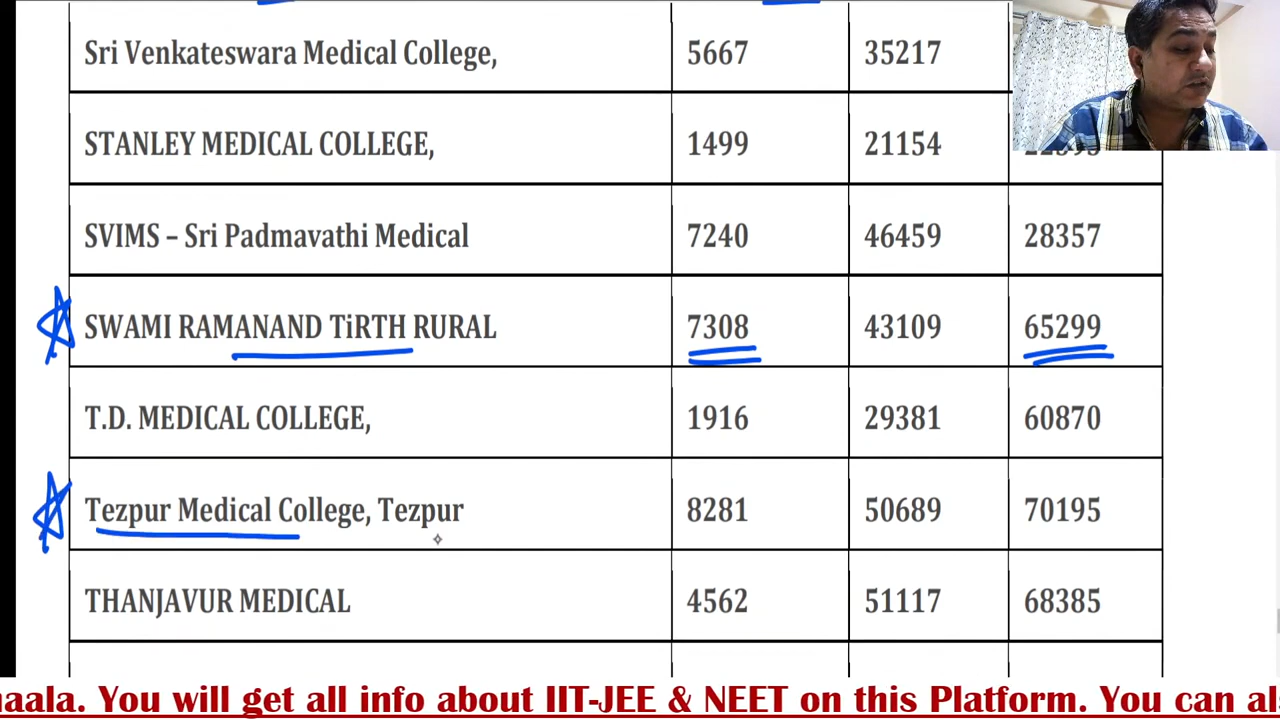 Sri Venkateswara Medical College, 5667 35217
STANLEY MEDICAL COLLEGE, 1499 21154
SVIMS – Sri Padmavathi Medical 7240 46459 28357
SWAMI RAMANAND TiRTH RURAL 7308 43109 65299
T.D. MEDICAL COLLEGE, 1916 29381 60870
Tezpur Medical College, Tezpur 8281 50689 70195
THANJAVUR MEDICAL 4562 51117 68385
naala. You will get all info about IIT-JEE & NEET on this Platform. You can al